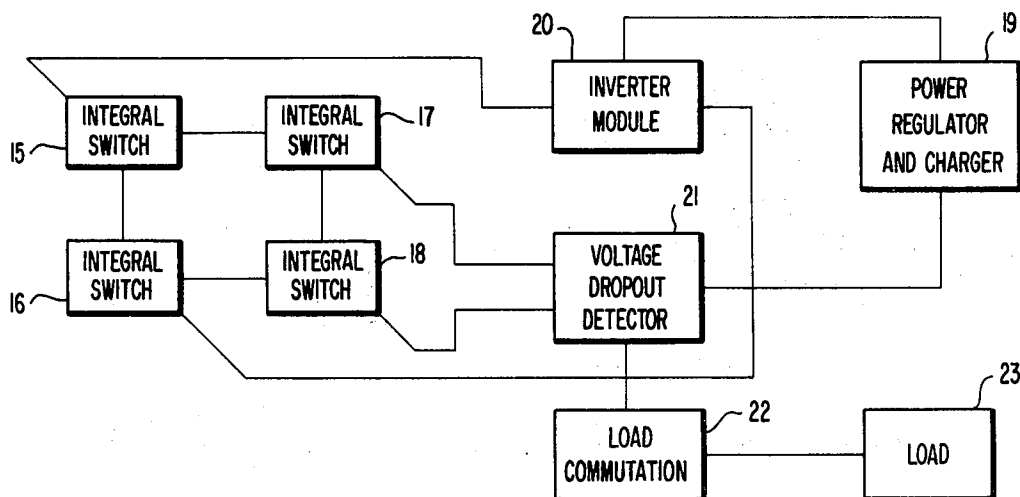 20
19
INVERTER
MODULE
POWER
REGULATOR
AND CHARGER
INTEGRAL
SWITCH
15
INTEGRAL
SWITCH
17
21
INTEGRAL
SWITCH
16
INTEGRAL
SWITCH
18
VOLTAGE
DROPOUT
DETECTOR
22
LOAD
COMMUTATION
23
LOAD